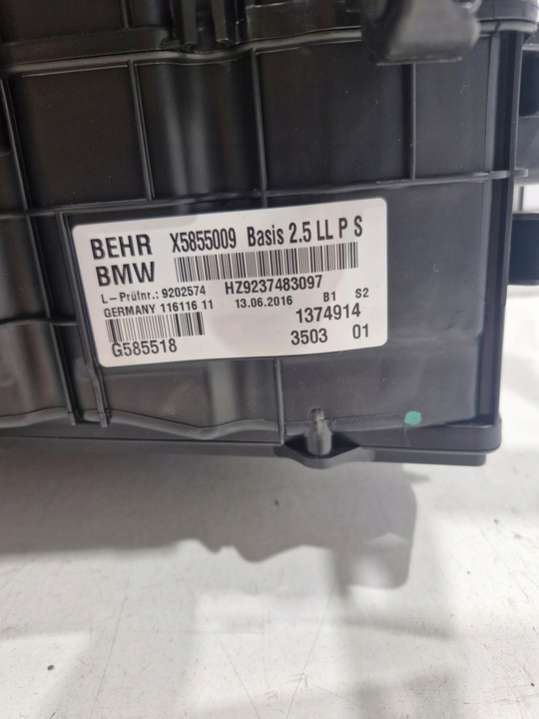 BEHR X5855009 Basis 2.5 LL P S
BMW
L-Prüfnr.: 9202574 HZ9237483097 B1 S2
GERMANY 116116 11 13.06.2016 1374914
G585518 3503 01